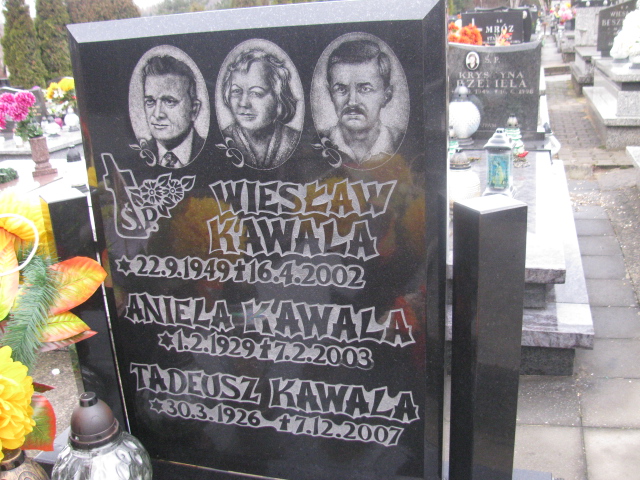 Ś.P.
WIESŁAW
KAWALA
★22.9.1949✝16.4.2002
ANIELA KAWALA
★1.2.1929✝7.2.2003
TADEUSZ KAWALA
★30.3.1926 - ✝7.12.2007
MRÓZ
Ś.P.